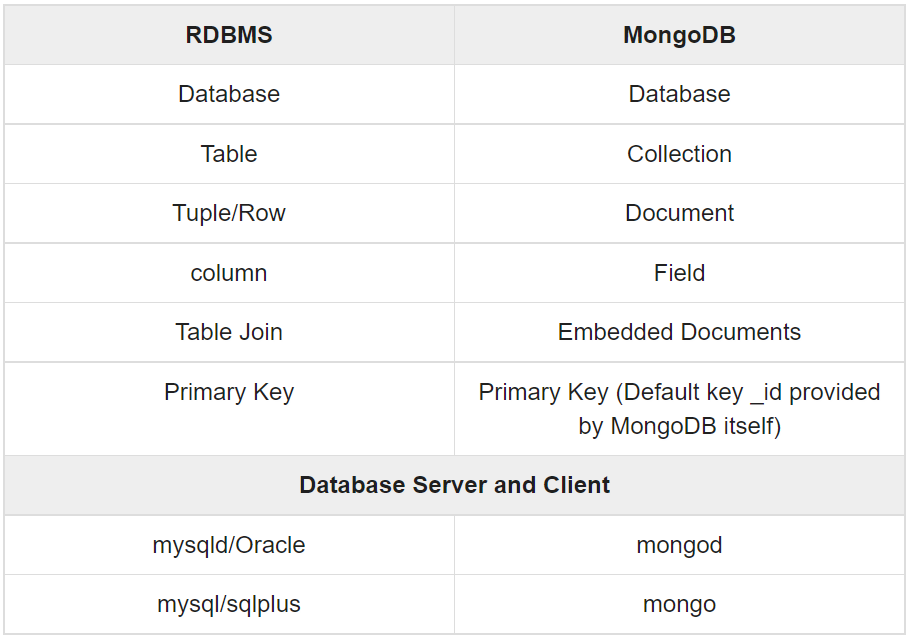 RDBMS MongoDB
Database Database
Table Collection
Tuple/Row Document
column Field
Table Join Embedded Documents
Primary Key Primary Key (Default key _id provided
by MongoDB itself)
Database Server and Client
mysqld/Oracle mongod
mysql/sqlplus mongo